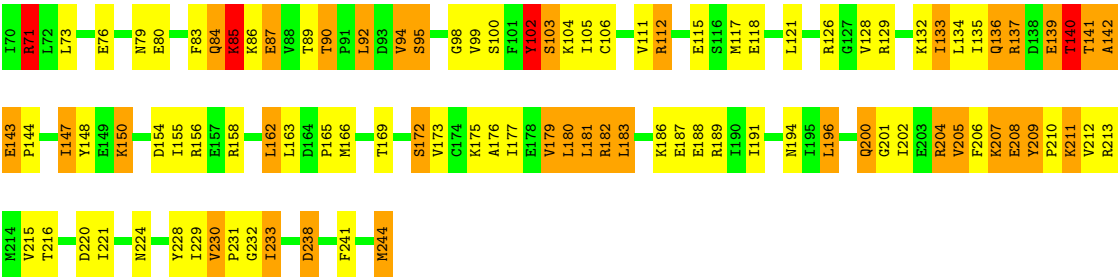 I70 R71 L72 L73 E76 N79 E80 F83 Q84 K85 K86 E87 V88 T89 T90 P91 L92 D93 V94 S95 G98 V99 S100 F101 Y102 S103 K104 I105 C106 V111 R112 E115 S116 M117 E118 L121 R126 G127 V128 R129 K132 I133 L134 I135 Q136 R137 D138 E139 T140 T141 A142
E143 P144 I147 Y148 E149 K150 D154 I155 R156 E157 R158 L162 L163 D164 P165 M166 T169 S172 V173 C174 K175 A176 I177 E178 V179 L180 L181 R182 L183 K186 E187 E188 R189 I190 I191 N194 I195 L196 Q200 G201 I202 E203 R204 V205 F206 K207 E208 Y209 P210 K211 V212 R213
M214 V215 T216 D220 I221 N224 Y228 I229 V230 P231 G232 I233 D238 F241 M244